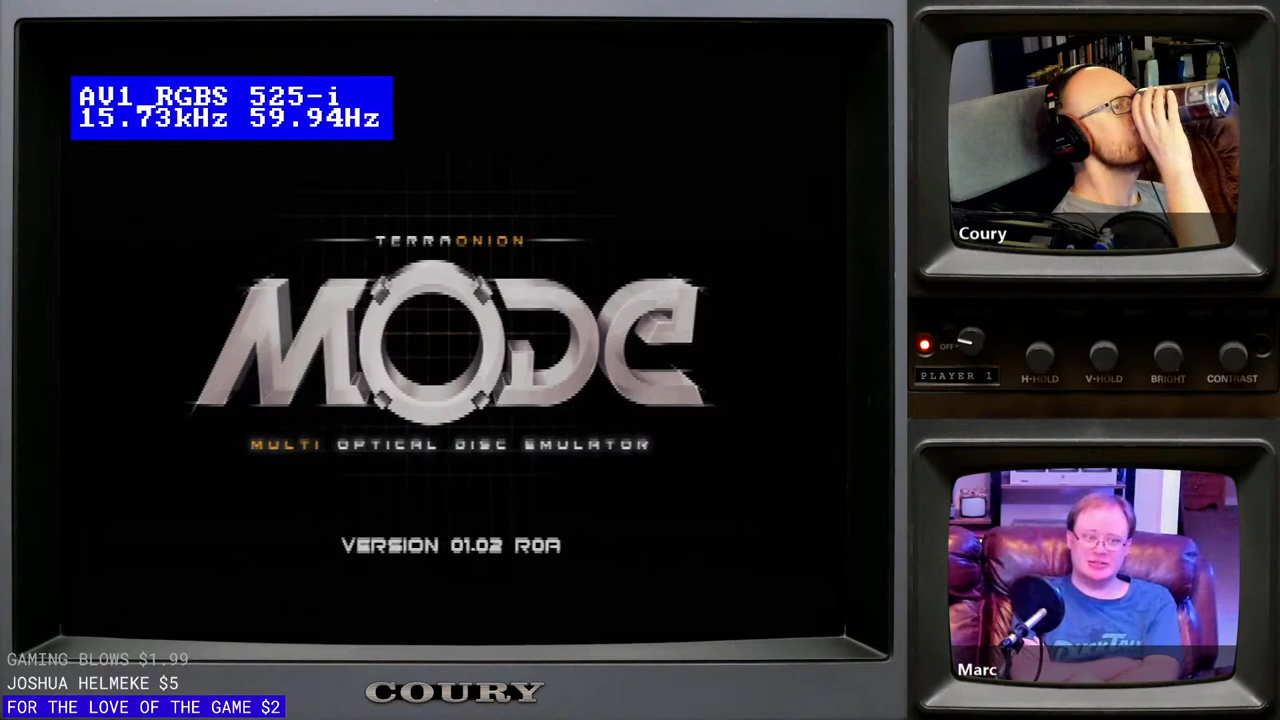 AV1 RGBS 525-i
15.73kHz 59.94Hz
TERRAONION
MODE
MULTI OPTICAL DISC EMULATOR
VERSION 01.02 R0A
GAMING BLOWS $1.99
JOSHUA HELMEKE $5
FOR THE LOVE OF THE GAME $2
COURY
Coury
OFF
PLAYER 1
H-HOLD
V-HOLD
BRIGHT
CONTRAST
DUCKTAL
Marc